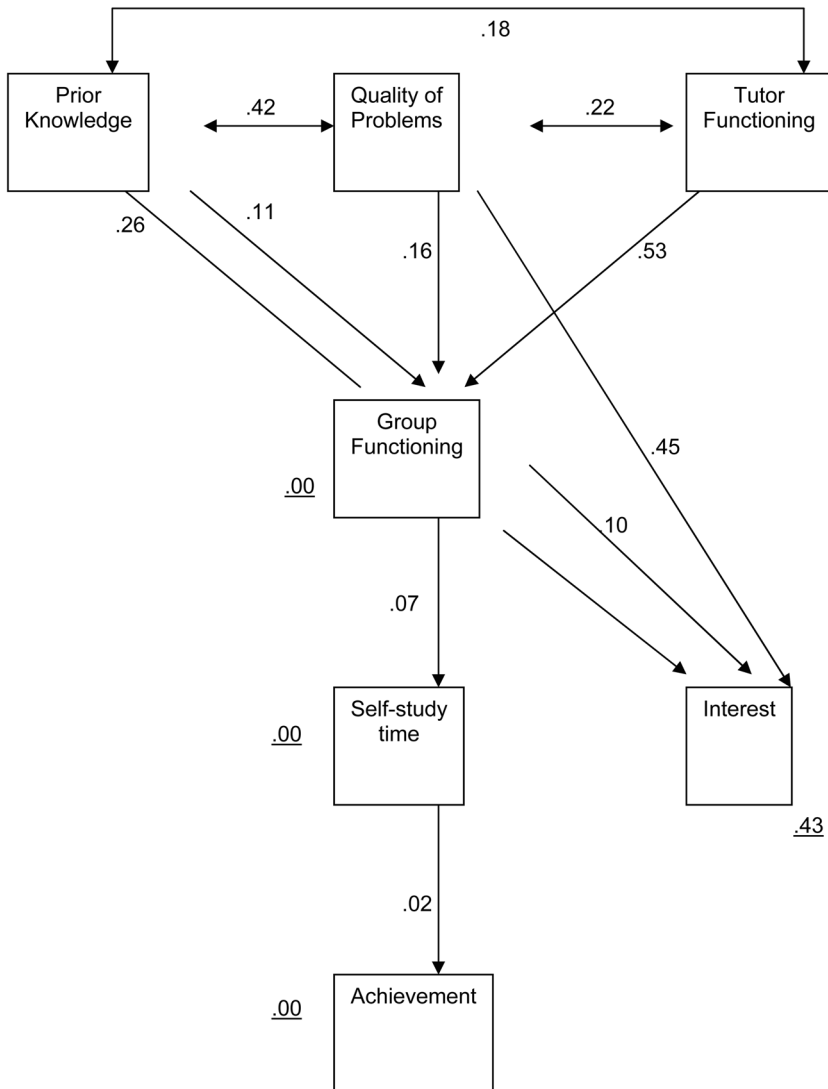 .18
Prior
Knowledge
.42
Quality of
Problems
.22
Tutor
Functioning
.26
.11
.16
.53
Group
Functioning
.00
.45
.10
.07
Self-study
time
.00
Interest
.43
.02
Achievement
.00